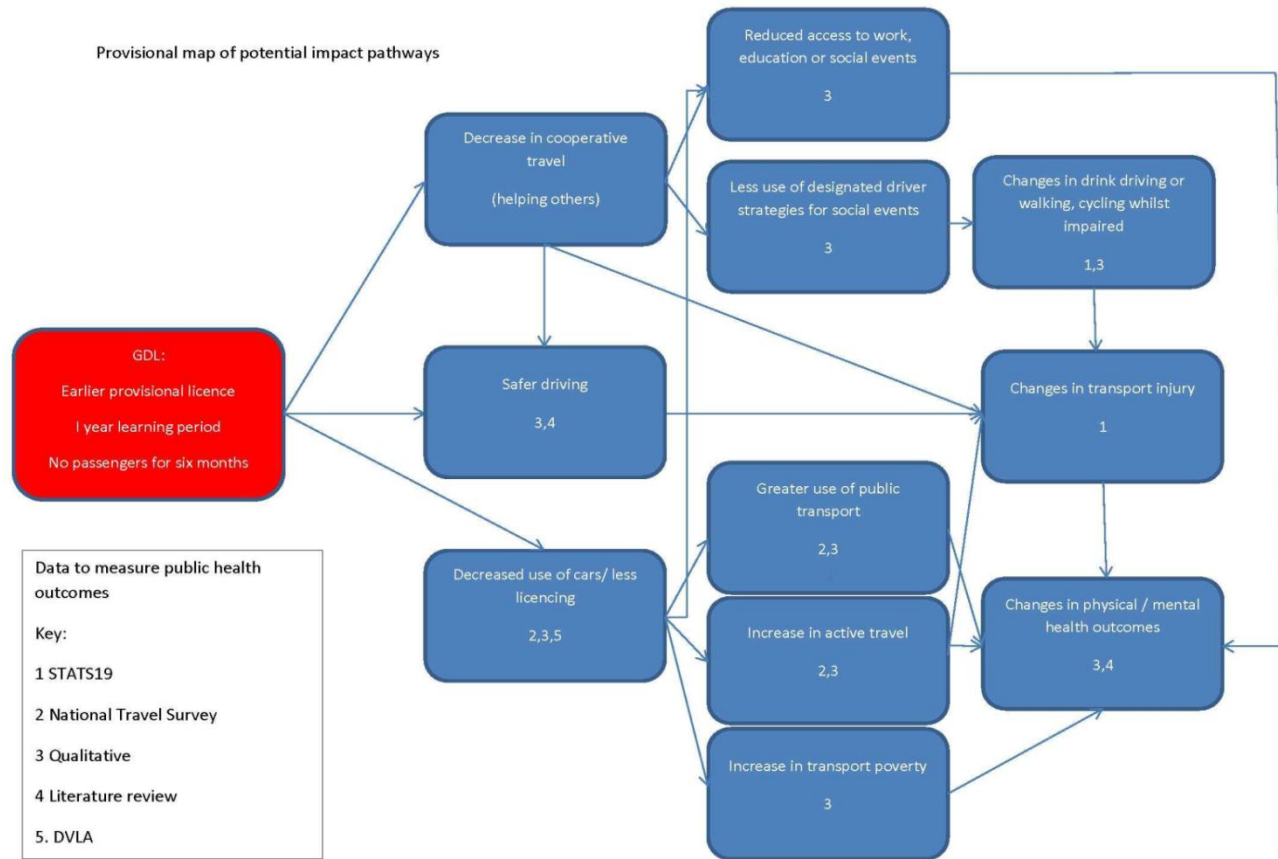 Provisional map of potential impact pathways
Reduced access to work,
education or social events
3
Decrease in cooperative
travel
(helping others)
Less use of designated driver
strategies for social events
3
Changes in drink driving or
walking, cycling whilst
impaired
1,3
GDL:
Earlier provisional licence
I year learning period
No passengers for six months
Safer driving
3,4
Changes in transport injury
1
Greater use of public
transport
2,3
Decreased use of cars/ less
licencing
2,3,5
Increase in active travel
2,3
Changes in physical / mental
health outcomes
3,4
Increase in transport poverty
3
Data to measure public health
outcomes
Key:
1 STATS19
2 National Travel Survey
3 Qualitative
4 Literature review
5. DVLA